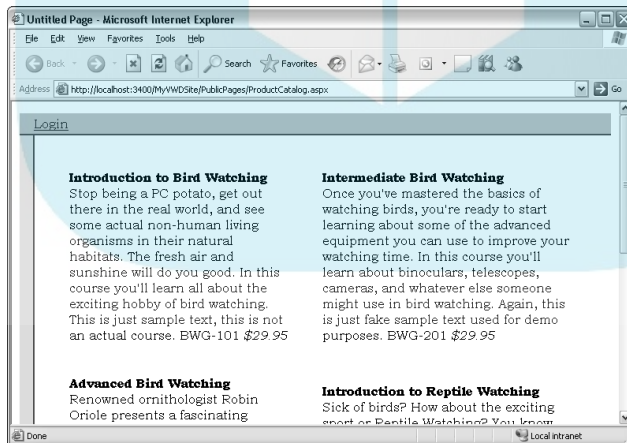 Untitled Page - Microsoft Internet Explorer
File Edit View Favorites Tools Help
Back Search Favorites
Address http://localhost:3400/MyVWDSite/PublicPages/ProductCatalog.aspx Go
Login
Introduction to Bird Watching
Stop being a PC potato, get out
there in the real world, and see
some actual non-human living
organisms in their natural
habitats. The fresh air and
sunshine will do you good. In this
course you'll learn all about the
exciting hobby of bird watching.
This is just sample text, this is not
an actual course. BWG-101 $29.95
Intermediate Bird Watching
Once you've mastered the basics of
watching birds, you're ready to start
learning about some of the advanced
equipment you can use to improve your
watching time. In this course you'll
learn about binoculars, telescopes,
cameras, and whatever else someone
might use in bird watching. Again, this
is just fake sample text used for demo
purposes. BWG-201 $29.95
Advanced Bird Watching
Renowned ornithologist Robin
Oriole presents a fascinating
Introduction to Reptile Watching
Sick of birds? How about the exciting
sport or Reptile Watching? You know
Done Local intranet